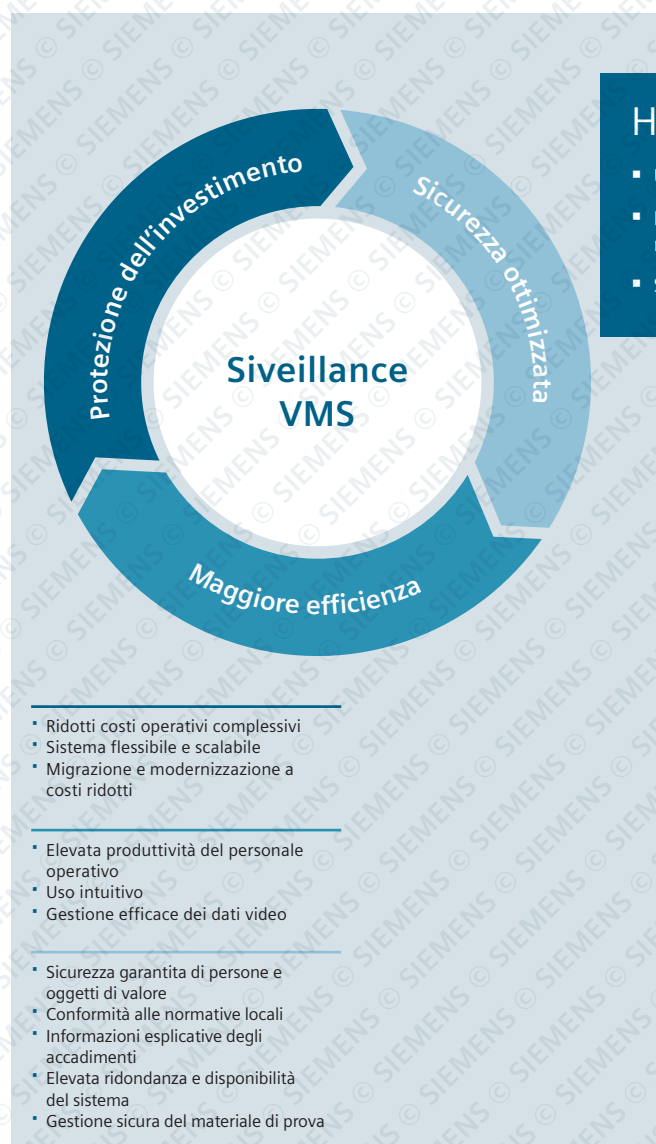 Protezione dell'investimento
Sicurezza ottimizzata
Siveillance
VMS
Maggiore efficienza
▪ Ridotti costi operativi complessivi
▪ Sistema flessibile e scalabile
▪ Migrazione e modernizzazione a
costi ridotti
▪ Elevata produttività del personale
operativo
▪ Uso intuitivo
▪ Gestione efficace dei dati video
▪ Sicurezza garantita di persone e
oggetti di valore
▪ Conformità alle normative locali
▪ Informazioni esplicative degli
accadimenti
▪ Elevata ridondanza e disponibilità
del sistema
▪ Gestione sicura del materiale di prova
© SIEMENS